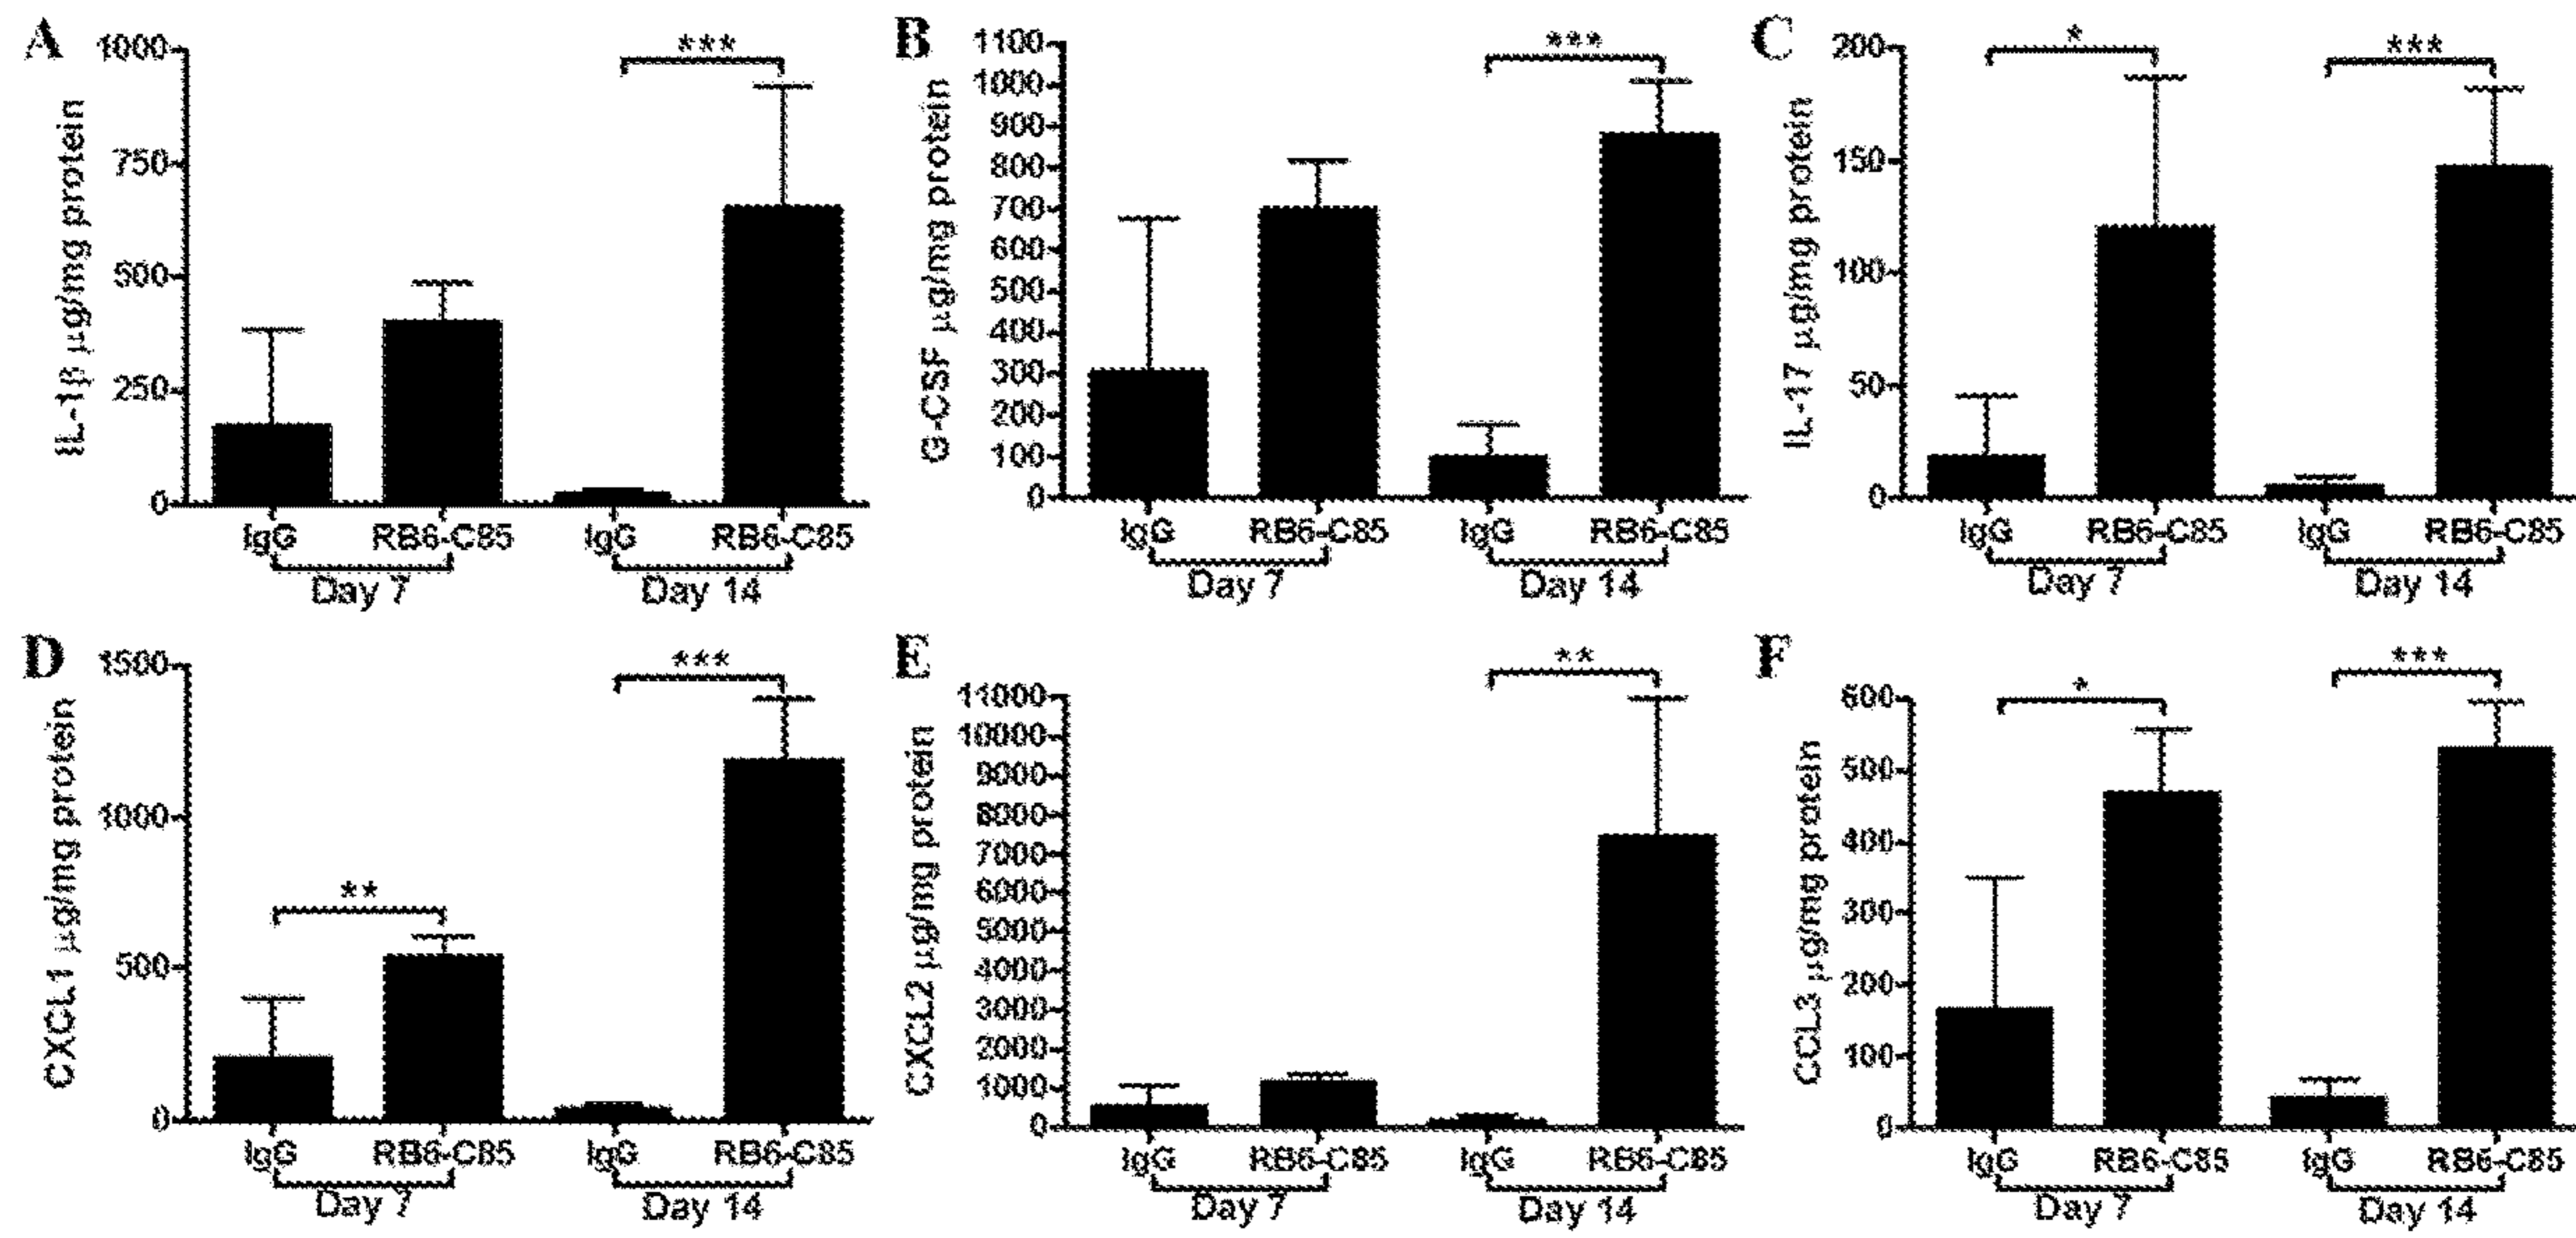 A
IL-1β µg/mg protein
1000
750
500
250
0
***
IgG RB6-C85 IgG RB6-C85
Day 7 Day 14
B
G-CSF µg/mg protein
1100
1000
900
800
700
600
500
400
300
200
100
0
***
IgG RB6-C85 IgG RB6-C85
Day 7 Day 14
C
IL-17 µg/mg protein
200
150
100
50
0
* ***
IgG RB6-C85 IgG RB6-C85
Day 7 Day 14
D
CXCL1 µg/mg protein
1500
1000
500
0
** ***
IgG RB6-C85 IgG RB6-C85
Day 7 Day 14
E
CXCL2 µg/mg protein
11000
10000
9000
8000
7000
6000
5000
4000
3000
2000
1000
0
**
IgG RB6-C85 IgG RB6-C85
Day 7 Day 14
F
CCL3 µg/mg protein
600
500
400
300
200
100
0
* ***
IgG RB6-C85 IgG RB6-C85
Day 7 Day 14